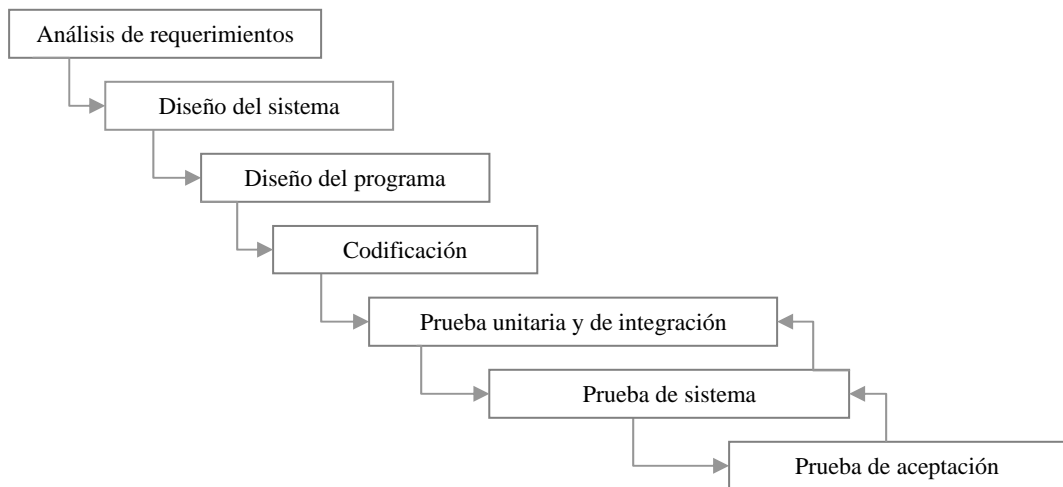 Análisis de requerimientos
Diseño del sistema
Diseño del programa
Codificación
Prueba unitaria y de integración
Prueba de sistema
Prueba de aceptación